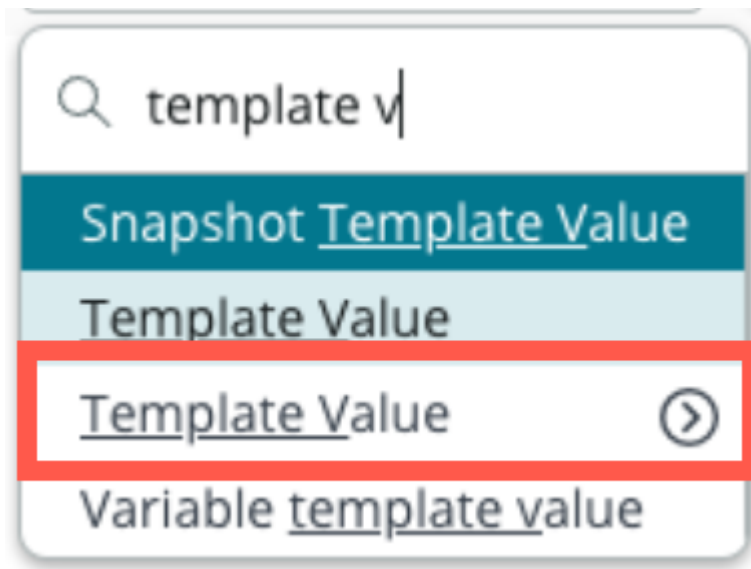 template v
Snapshot Template Value
Template Value
Template Value
Variable template value